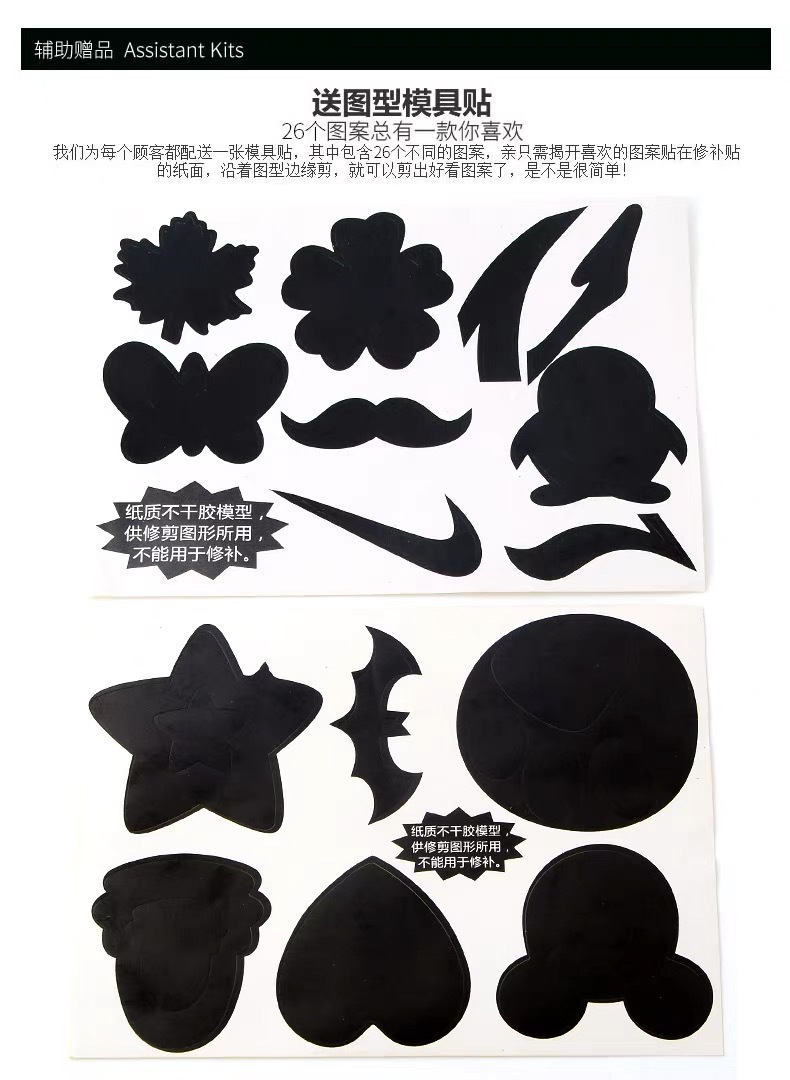 辅助赠品 Assistant Kits
送图型模具贴
26个图案总有一款你喜欢
我们为每个顾客都配送一张模具贴，其中包含26个不同的图案，亲只需揭开喜欢的图案贴在修补贴
的纸面，沿着图型边缘剪，就可以剪出好看图案了，是不是很简单！
纸质不干胶模型，
供修剪图形所用，
不能用于修补。
纸质不干胶模型，
供修剪图形所用，
不能用于修补。